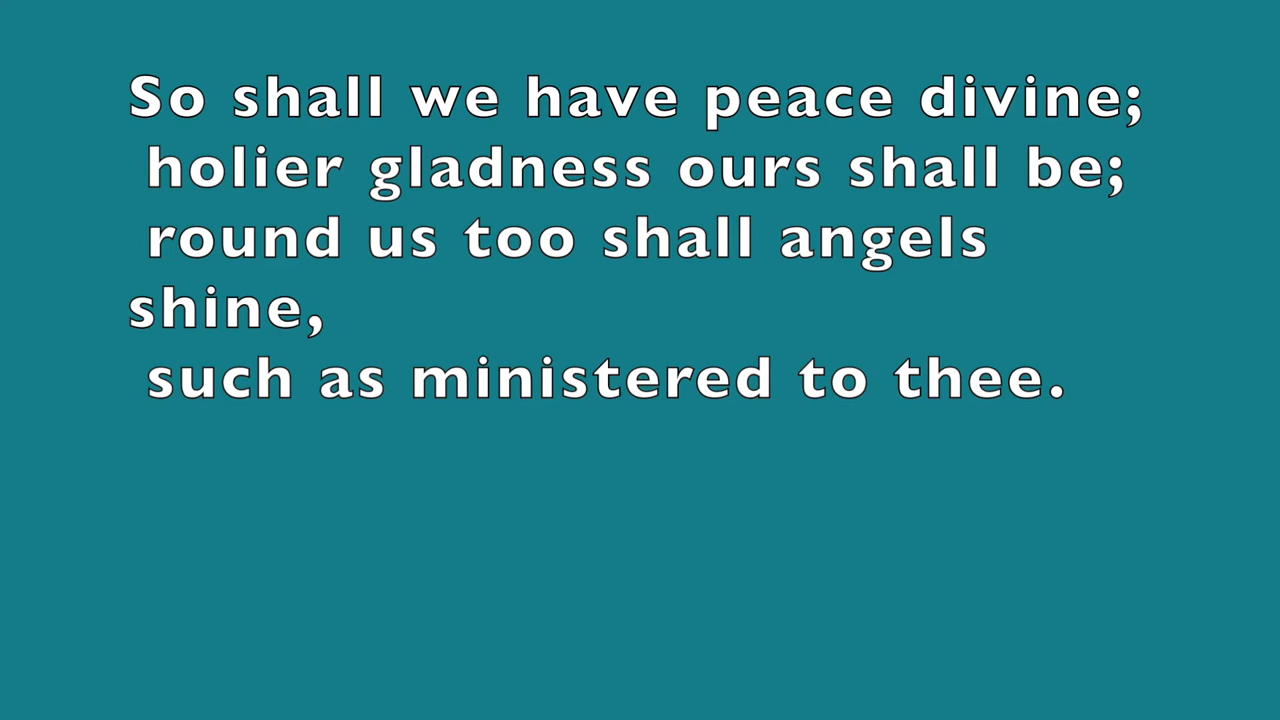 So shall we have peace divine;
holier gladness ours shall be;
round us too shall angels
shine,
such as ministered to thee.